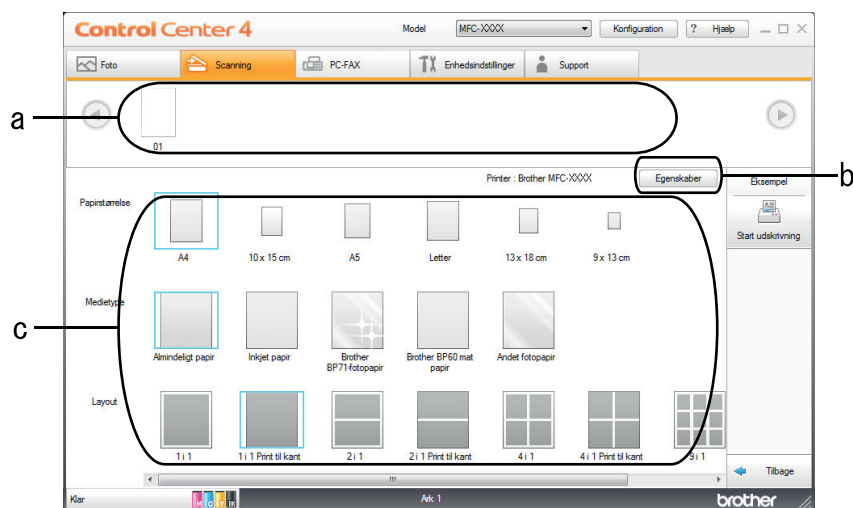 Control Center 4
Model MFC-XXXX Konfiguration ? Hjælp
Foto Scanning PC-FAX Enhedsindstillinger Support
a
01
Printer : Brother MFC-XXXX Egenskaber
b
Eksempel
Start udskrivning
Papirstørrelse
A4 10 x 15 cm A5 Letter 13 x 18 cm 9 x 13 cm
c
Medietype
Almindeligt papir Inkjet papir Brother BP71-fotopapir Brother BP60 mat papir Andet fotopapir
Layout
1 i 1 1 i 1 Print til kant 2 i 1 2 i 1 Print til kant 4 i 1 4 i 1 Print til kant 9 i 1
Tilbage
Klar M C Y BK Ark 1 brother